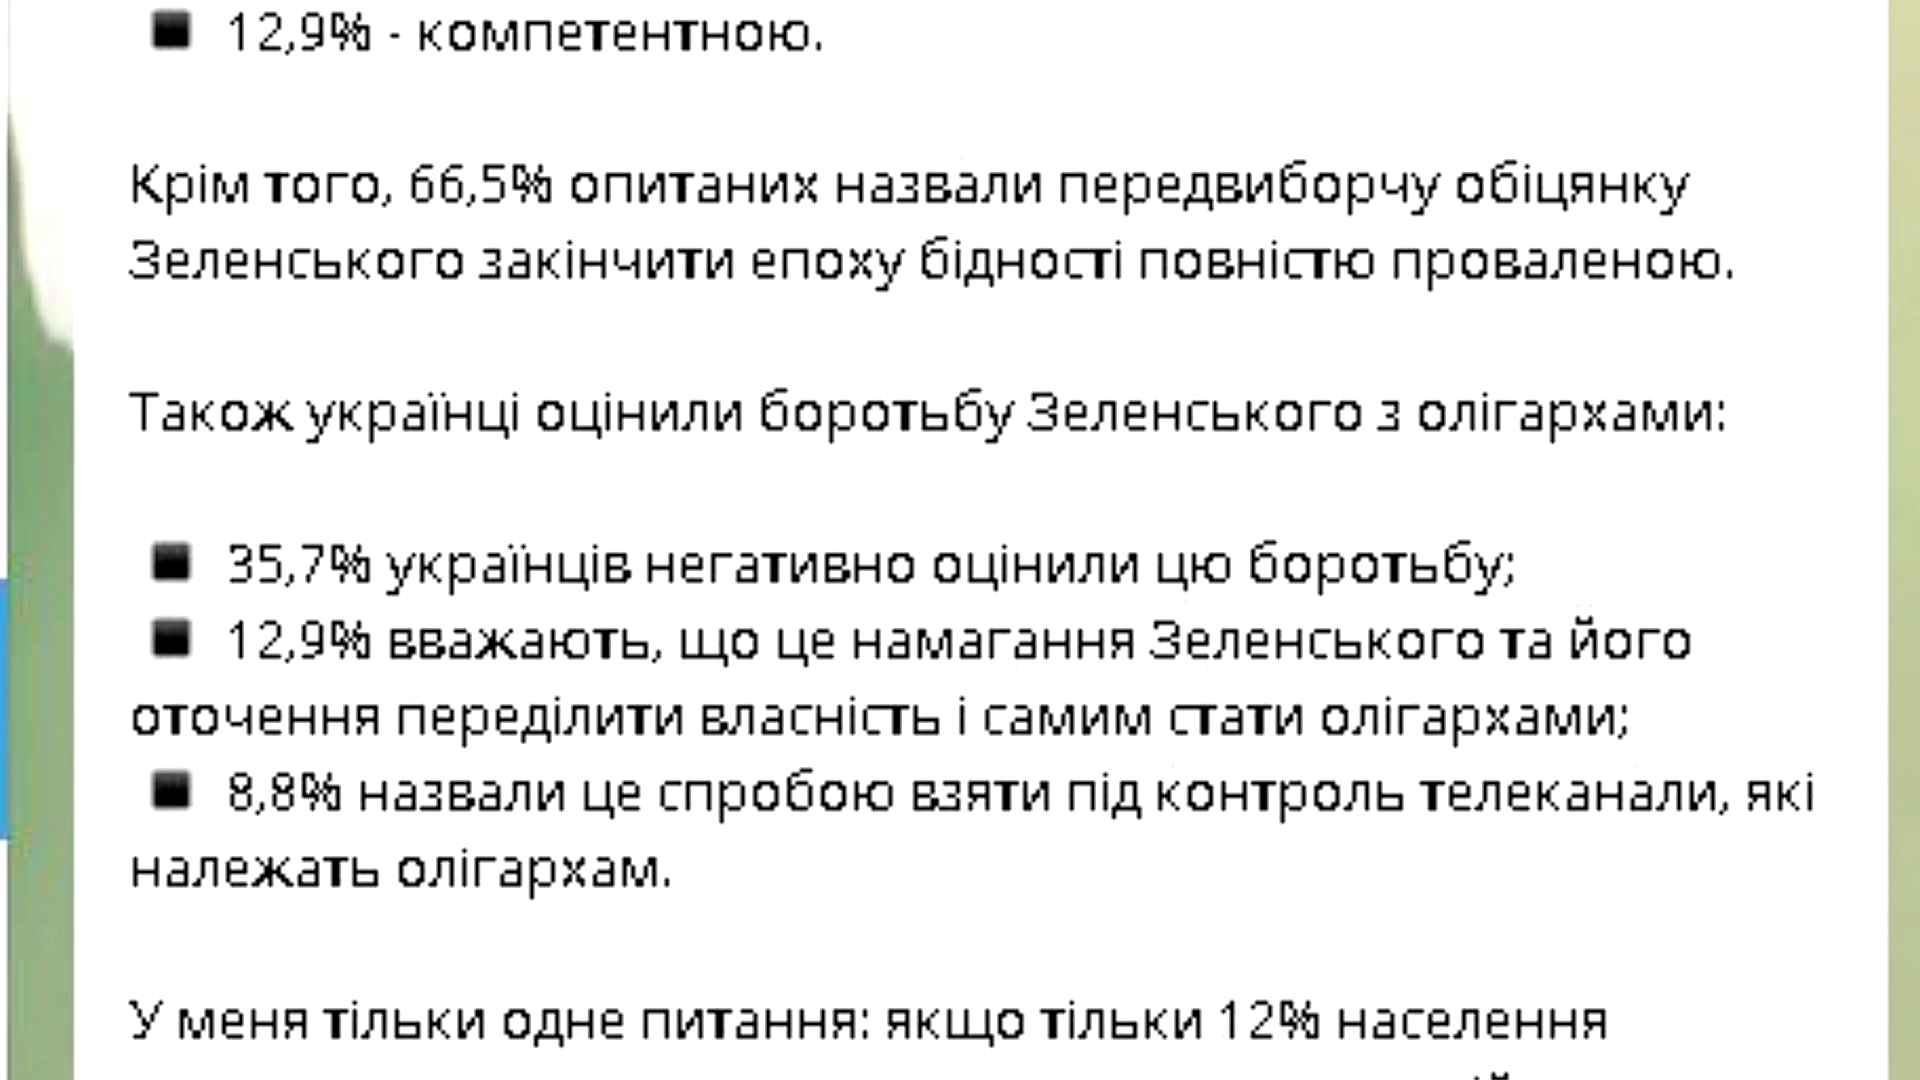 ▪ 12,9% - компетентною.
Крім того, 66,5% опитаних назвали передвиборчу обіцянку
Зеленського закінчити епоху бідності повністю проваленою.
Також українці оцінили боротьбу Зеленського з олігархами:
▪ 35,7% українців негативно оцінили цю боротьбу;
▪ 12,9% вважають, що це намагання Зеленського та його
оточення переділити власність і самим стати олігархами;
▪ 8,8% назвали це спробою взяти під контроль телеканали, які
належать олігархам.
У меня тільки одне питання: якщо тільки 12% населення